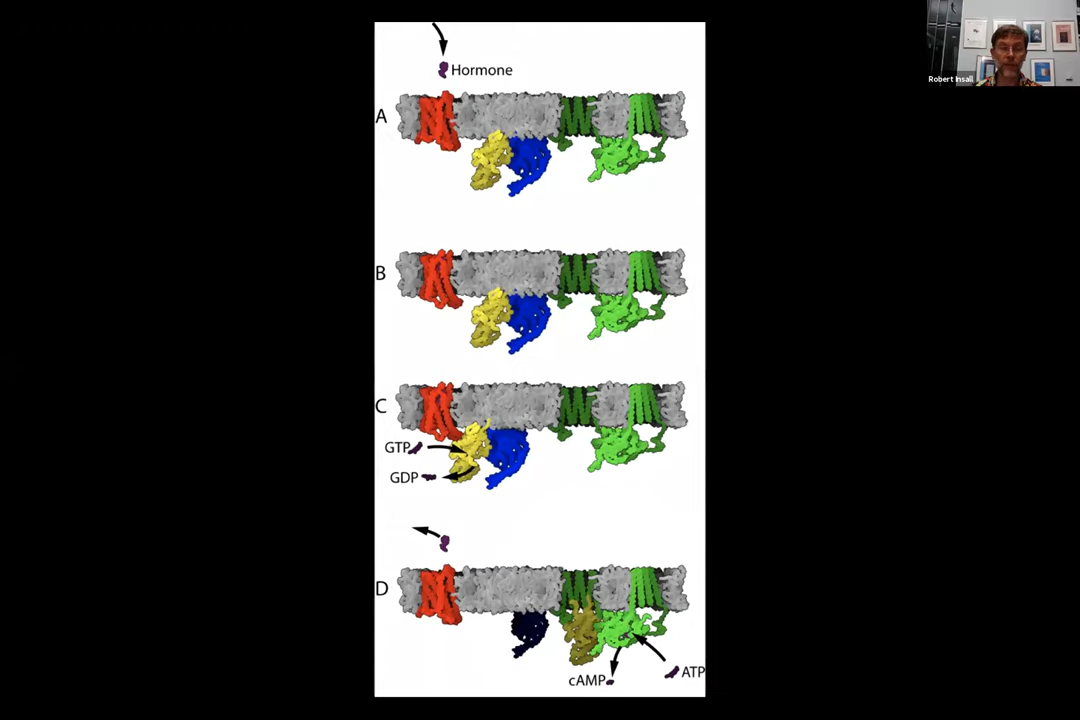 Hormone
A
B
C
GTP
GDP
D
ATP
cAMP
Robert Insall